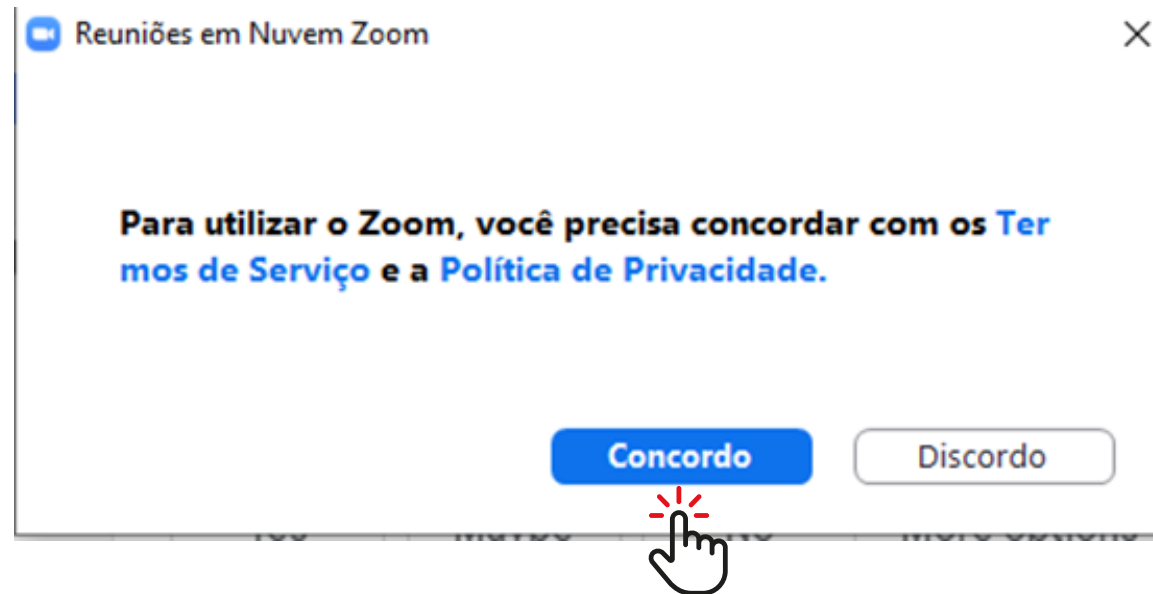 Reuniões em Nuvem Zoom
Para utilizar o Zoom, você precisa concordar com os Ter
mos de Serviço e a Política de Privacidade.
Concordo
Discordo